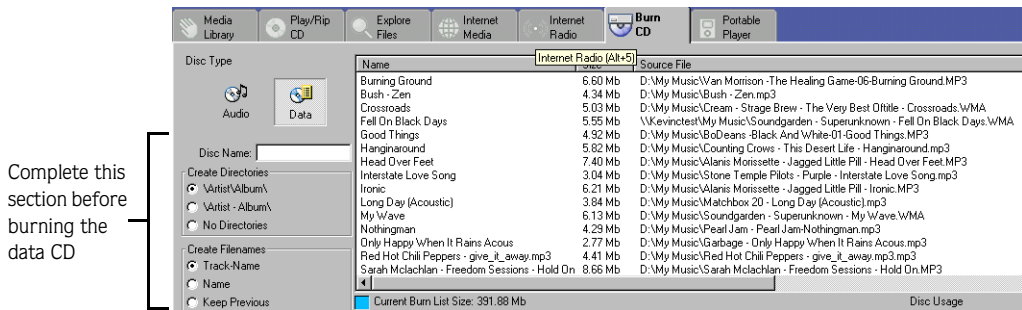 Media Library
Play/Rip CD
Explore Files
Internet Media
Internet Radio
Burn CD
Portable Player
Internet Radio (Alt+5)
Disc Type
Audio
Data
Complete this
section before
burning the
data CD
Disc Name:
Create Directories
\Artist\Album\
\Artist - Album\
No Directories
Create Filenames
Track-Name
Name
Keep Previous
Name Size Source File
Burning Ground 6.60 Mb D:\My Music\Van Morrison -The Healing Game-06-Burning Ground.MP3
Bush - Zen 4.34 Mb D:\My Music\Bush - Zen.mp3
Crossroads 5.03 Mb D:\My Music\Cream - Strage Brew - The Very Best Oftitle - Crossroads.WMA
Fell On Black Days 5.55 Mb \\Kevinctest\My Music\Soundgarden - Superunknown - Fell On Black Days.WMA
Good Things 4.92 Mb D:\My Music\BoDeans -Black And White-01-Good Things.MP3
Hanginaround 5.82 Mb D:\My Music\Counting Crows - This Desert Life - Hanginaround.mp3
Head Over Feet 7.40 Mb D:\My Music\Alanis Morissette - Jagged Little Pill - Head Over Feet.MP3
Interstate Love Song 3.04 Mb D:\My Music\Stone Temple Pilots - Purple - Interstate Love Song.mp3
Ironic 6.21 Mb D:\My Music\Alanis Morissette - Jagged Little Pill - Ironic.MP3
Long Day (Acoustic) 3.84 Mb D:\My Music\Matchbox 20 - Long Day (Acoustic).mp3
My Wave 6.13 Mb D:\My Music\Soundgarden - Superunknown - My Wave.WMA
Nothingman 4.29 Mb D:\My Music\Pearl Jam - Pearl Jam-Nothingman.mp3
Only Happy When It Rains Acous 2.77 Mb D:\My Music\Garbage - Only Happy When It Rains Acous.mp3
Red Hot Chili Peppers - give_it_away.mp3 4.41 Mb D:\My Music\Red Hot Chili Peppers - give_it_away.mp3.mp3
Sarah Mclachlan - Freedom Sessions - Hold On 8.66 Mb D:\My Music\Sarah Mclachlan - Freedom Sessions - Hold On.MP3
Current Burn List Size: 391.88 Mb
Disc Usage